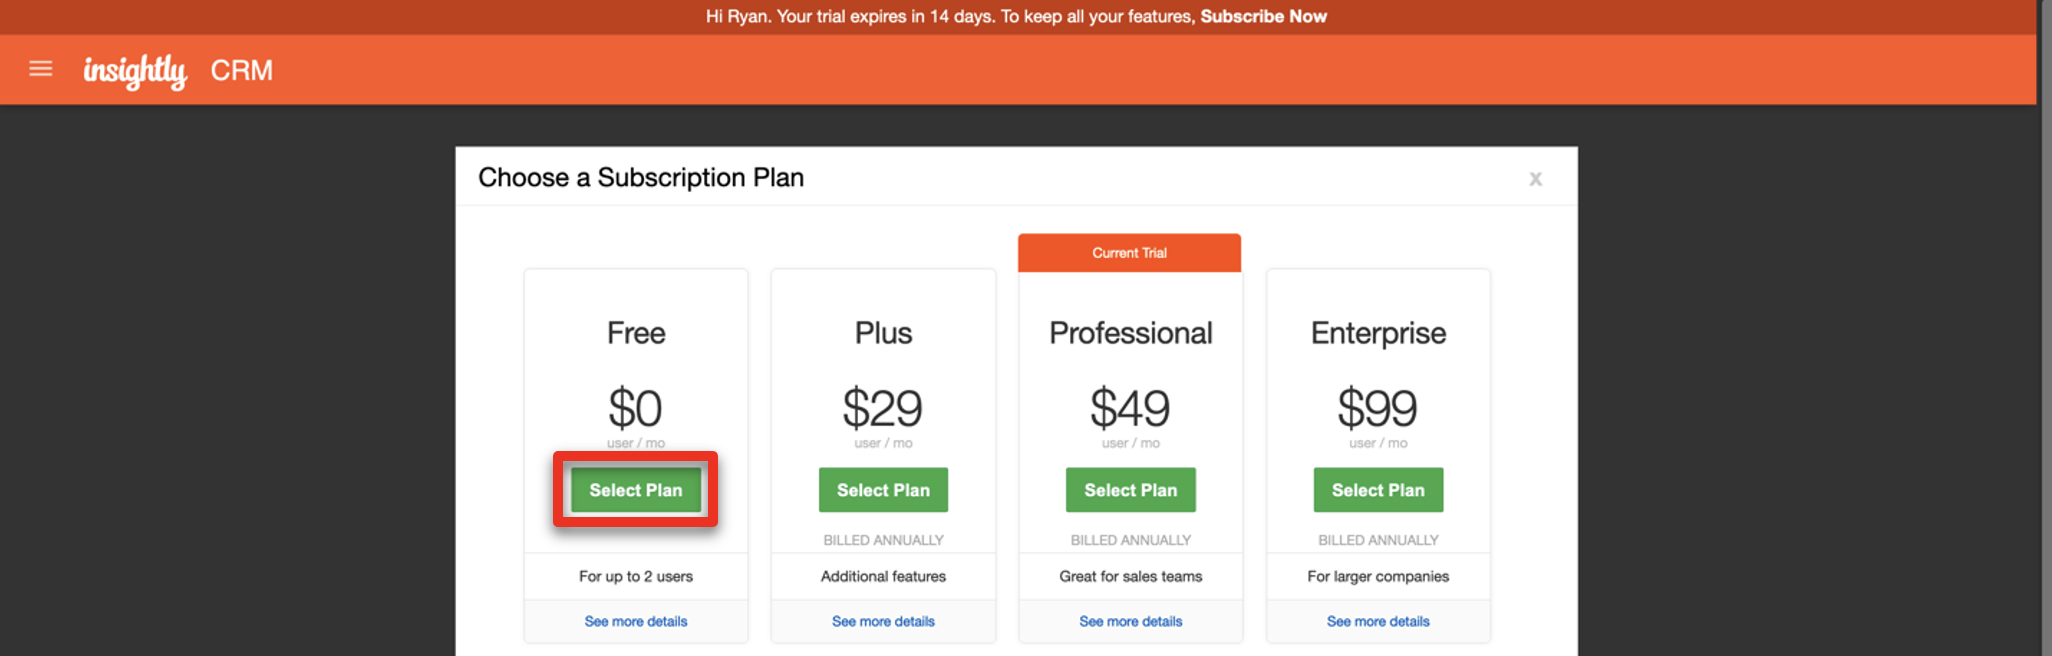 Hi Ryan. Your trial expires in 14 days. To keep all your features, Subscribe Now
insightly CRM
Choose a Subscription Plan
x
Current Trial
Free
$0
user / mo
Select Plan
For up to 2 users
See more details
Plus
$29
user / mo
Select Plan
BILLED ANNUALLY
Additional features
See more details
Professional
$49
user / mo
Select Plan
BILLED ANNUALLY
Great for sales teams
See more details
Enterprise
$99
user / mo
Select Plan
BILLED ANNUALLY
For larger companies
See more details